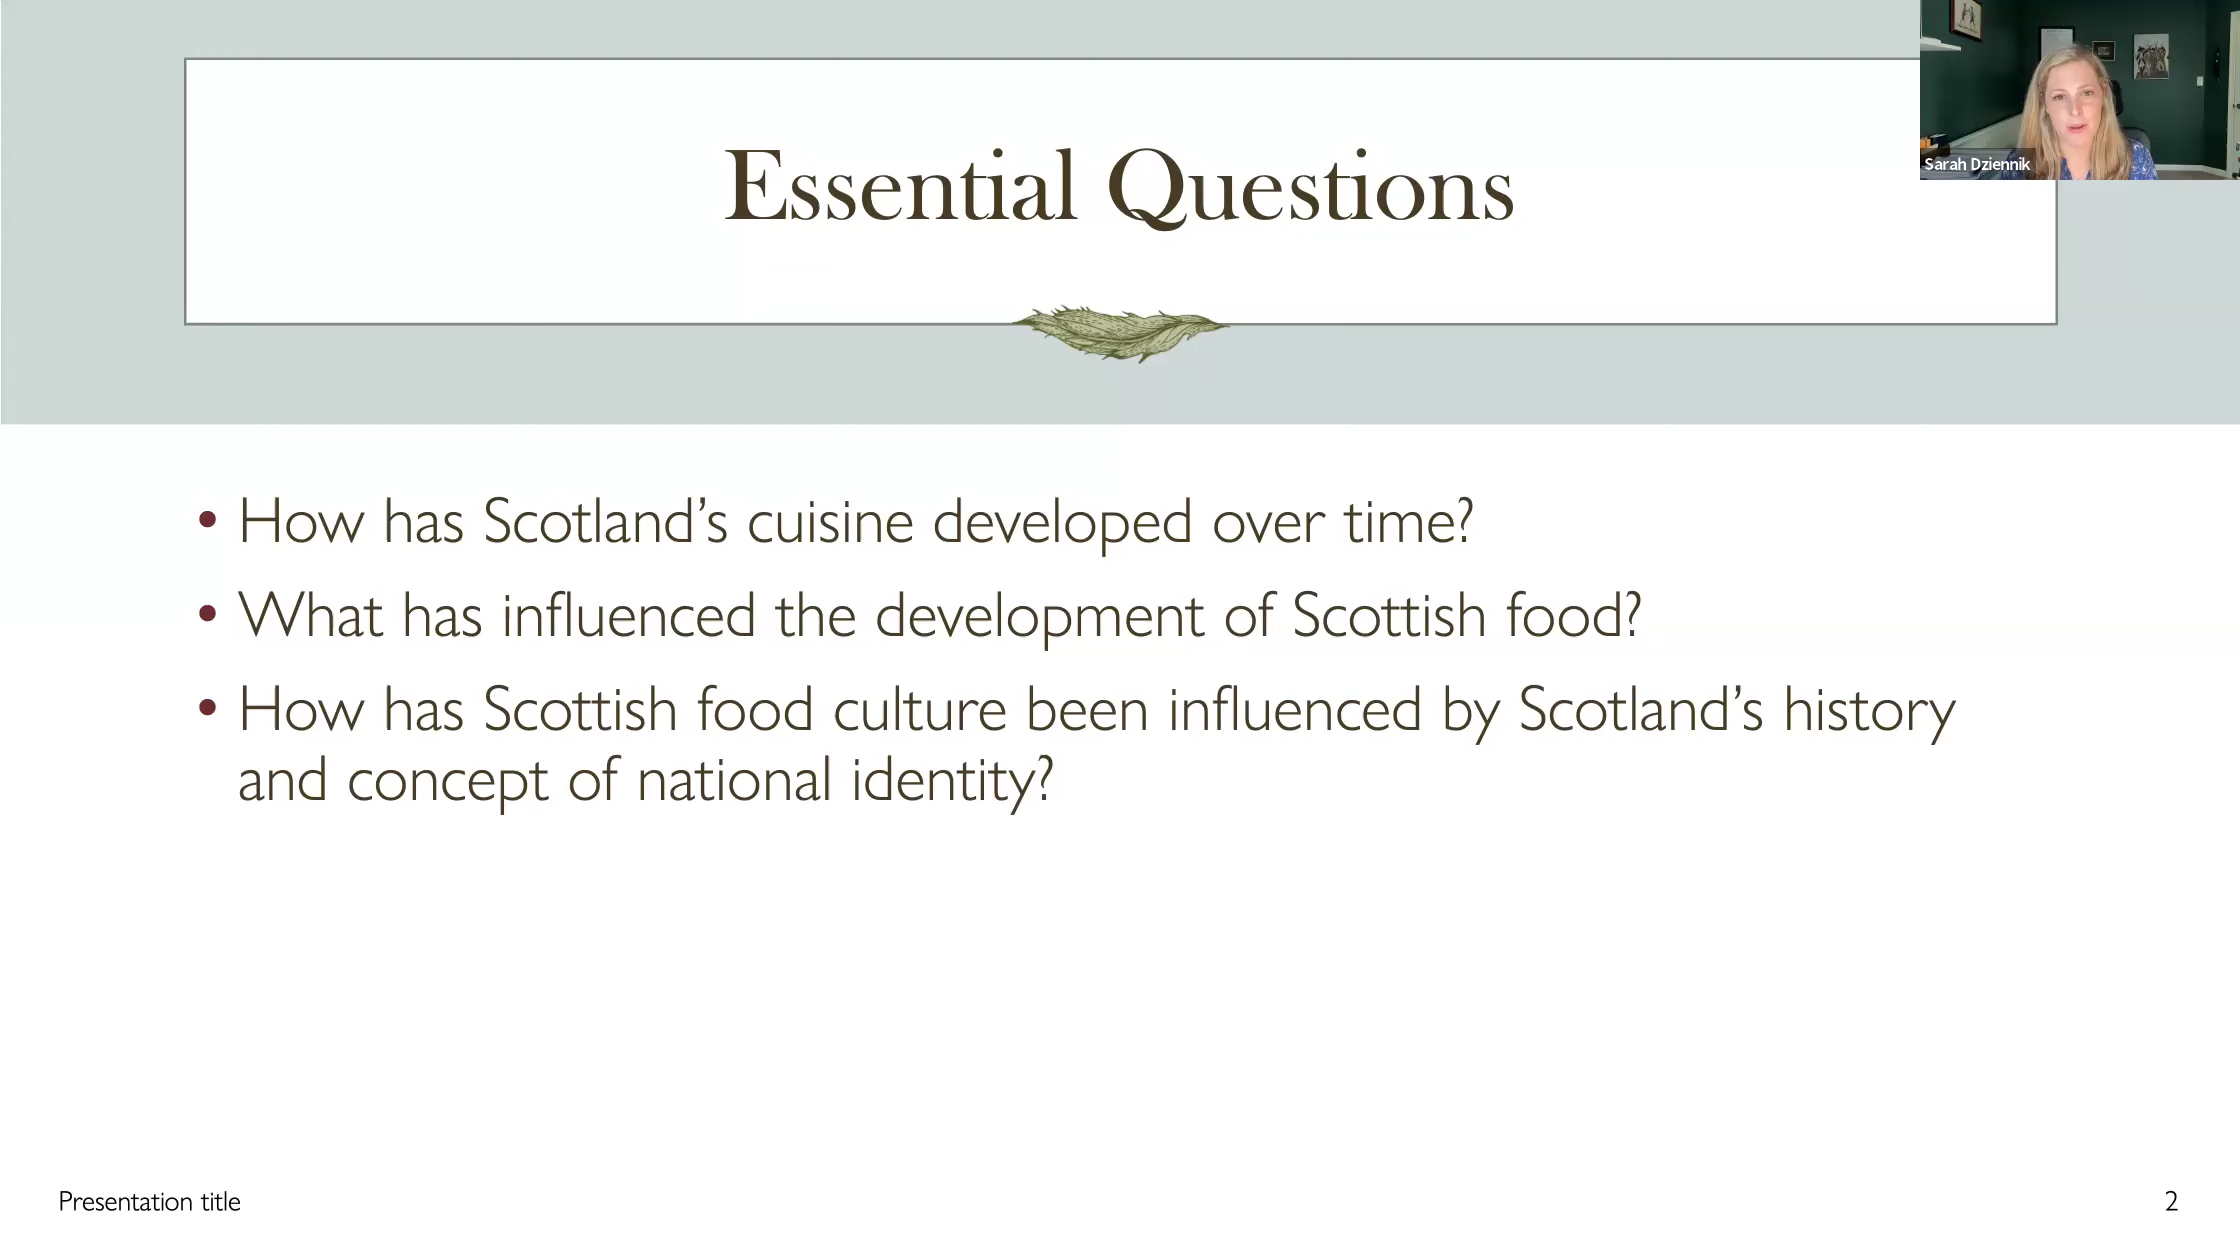 Essential Questions
Sarah Dziennik
• How has Scotland’s cuisine developed over time?
• What has influenced the development of Scottish food?
• How has Scottish food culture been influenced by Scotland’s history
and concept of national identity?
Presentation title
2